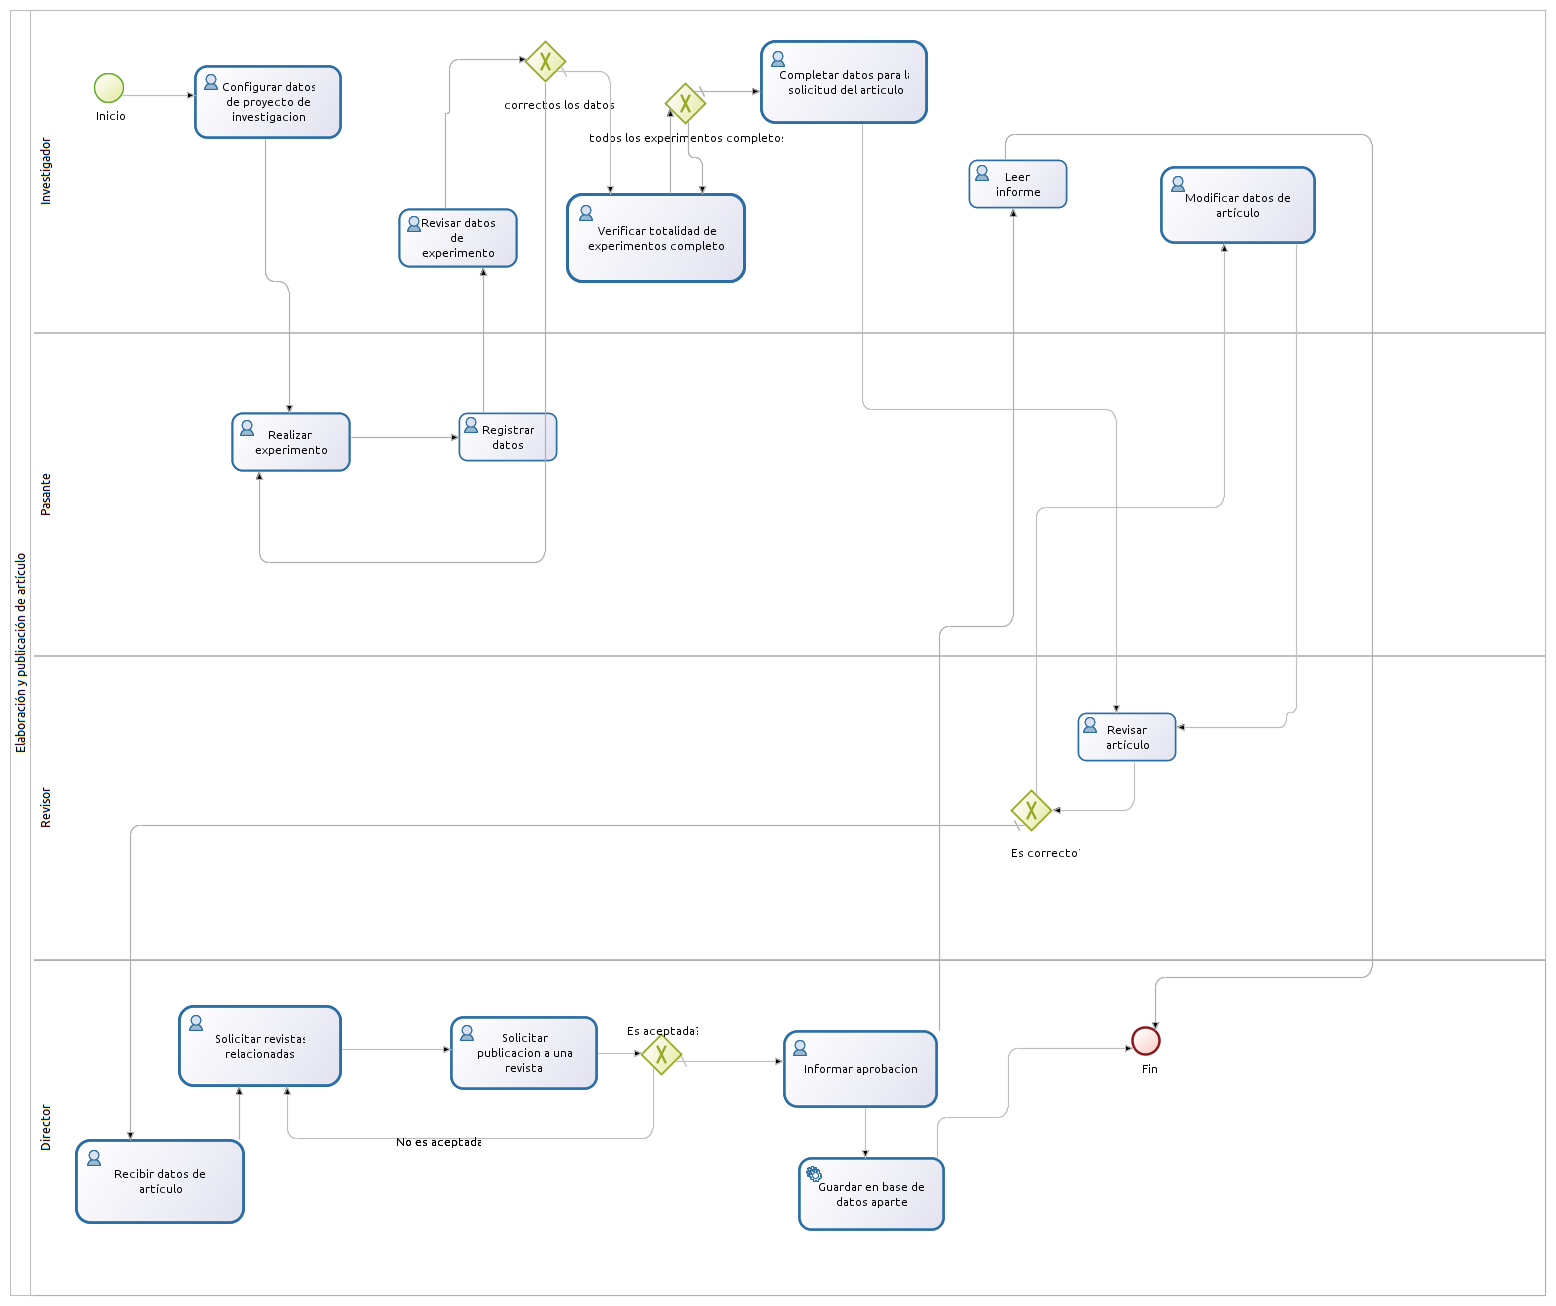 Elaboración y publicación de artículo
Investigador
Inicio
Configurar datos
de proyecto de
investigacion
Revisar datos
de
experimento
correctos los datos
todos los experimentos completos
Verificar totalidad de
experimentos completo
Completar datos para la
solicitud del articulo
Leer
informe
Modificar datos de
artículo
Pasante
Realizar
experimento
Registrar
datos
Revisor
Revisar
artículo
Es correcto?
Director
Solicitar revistas
relacionadas
Solicitar
publicacion a una
revista
Es aceptada?
No es aceptada
Informar aprobacion
Fin
Recibir datos de
artículo
Guardar en base de
datos aparte